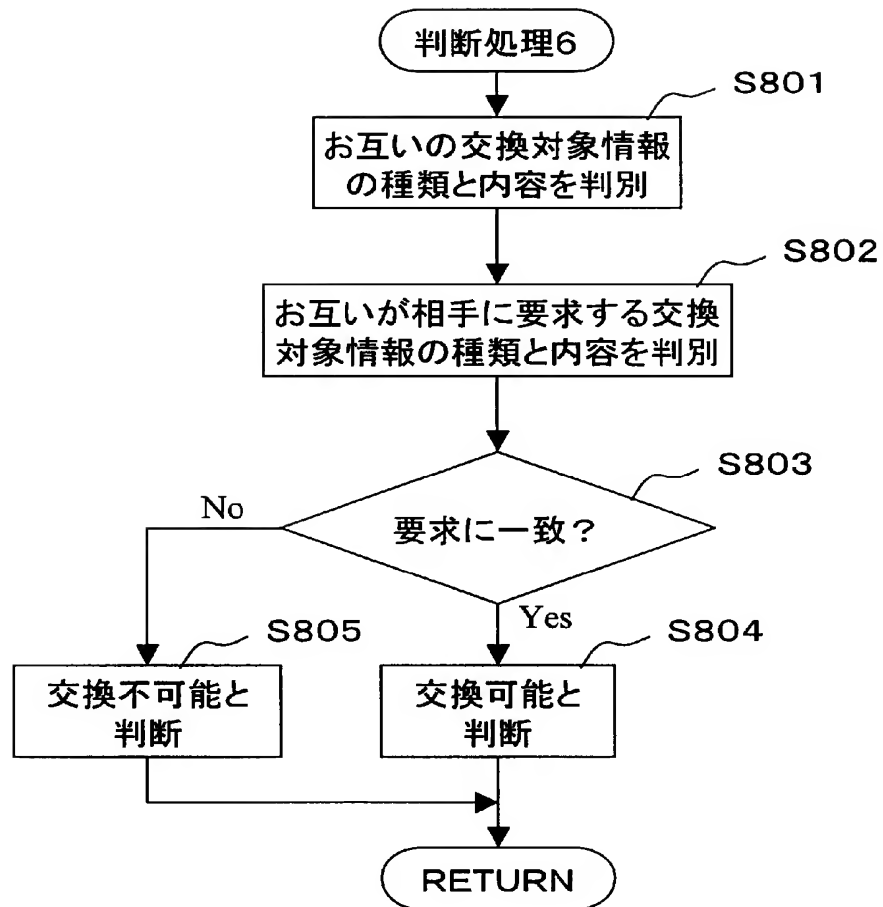 判断処理6
S801
お互いの交換対象情報
の種類と内容を判別
S802
お互いが相手に要求する交換
対象情報の種類と内容を判別
S803
No
要求に一致?
Yes
S805
S804
交換不可能と
判断
交換可能と
判断
RETURN